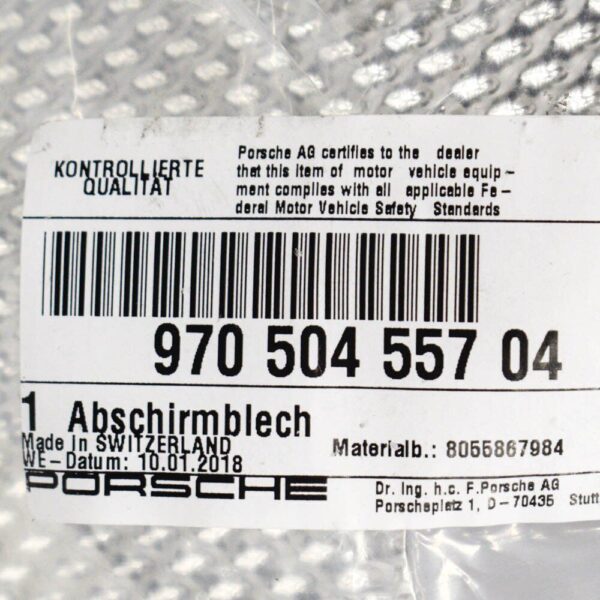 KONTROLLIERTE
QUALITÄT
Porsche AG certifies to the dealer
that this item of motor vehicle equip-
ment complies with all applicable Fe-
deral Motor Vehicle Safety Standards
970 504 557 04
1 Abschirmblech
Made in SWITZERLAND
WE-Datum: 10.01.2018
Materialb.: 8055867984
PORSCHE
Dr. Ing. h.c. F.Porsche AG
Porscheplatz 1, D-70435 Stutt